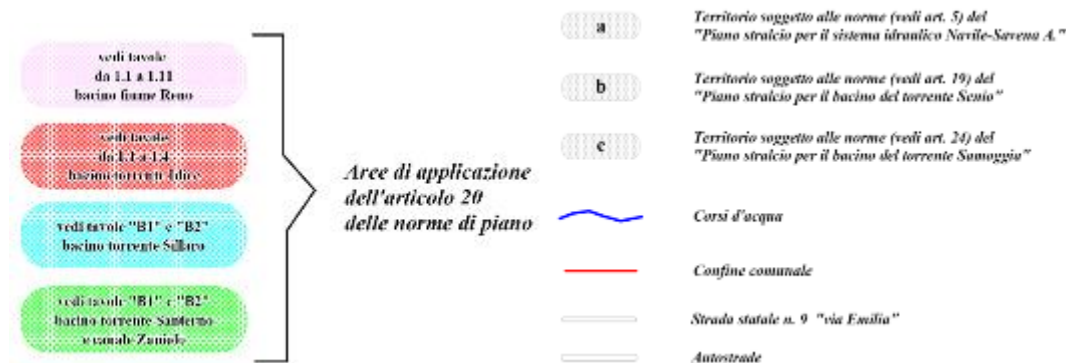 vedi tavole
da 1.1 a 1.11
bacino fiume Reno
vedi tavole
da 1.1 a 1.4
bacino torrente Idice
vedi tavole "B1" e "B2"
bacino torrente Sillaro
vedi tavole "B1" e "B2"
bacino torrente Santerno
e canale Zaniolo
Aree di applicazione
dell'articolo 20
delle norme di piano
a
Territorio soggetto alle norme (vedi art. 5) del
"Piano stralcio per il sistema idraulico Navile-Savena A."
b
Territorio soggetto alle norme (vedi art. 19) del
"Piano stralcio per il bacino del torrente Senio"
c
Territorio soggetto alle norme (vedi art. 24) del
"Piano stralcio per il bacino del torrente Samoggia"
Corsi d'acqua
Confine comunale
Strada statale n. 9 "via Emilia"
Autostrade